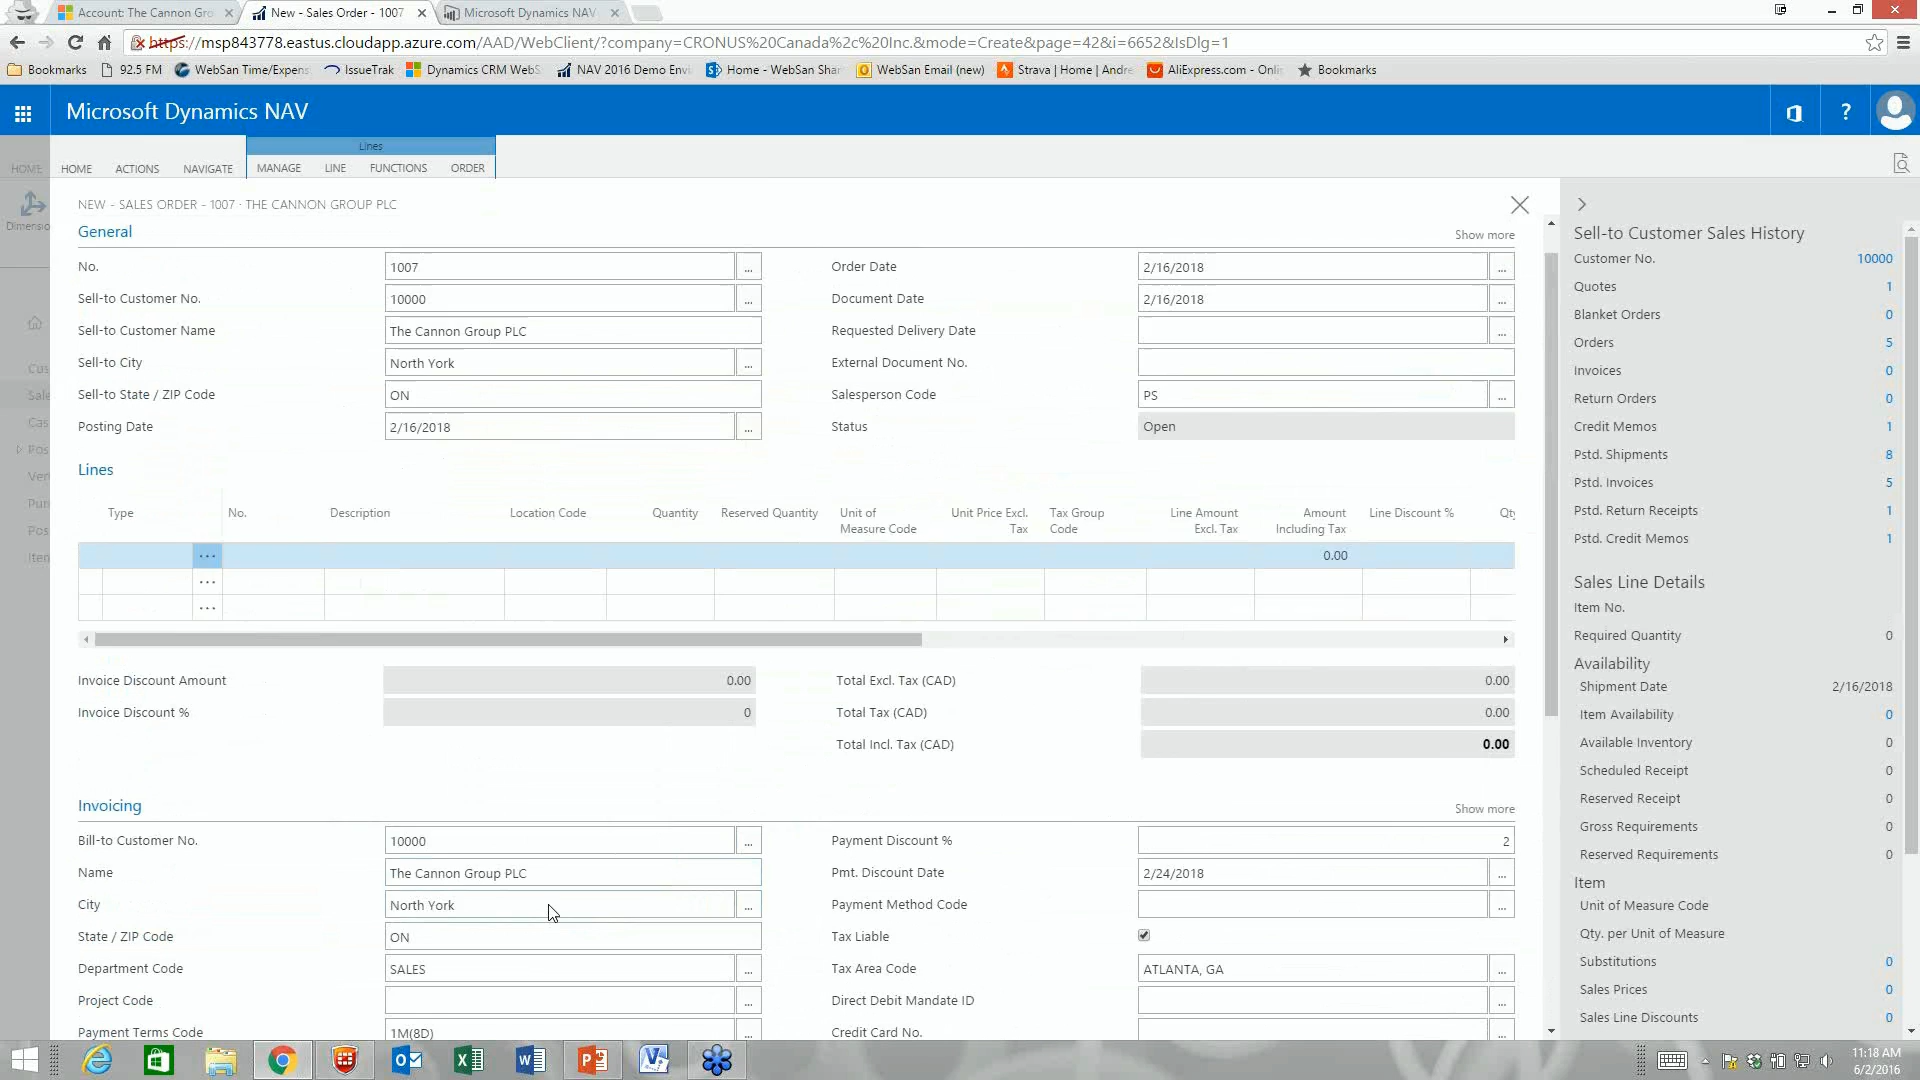 Account: The Cannon Gro
New - Sales Order - 1007
Microsoft Dynamics NAV
https://msp843778.eastus.cloudapp.azure.com/AAD/WebClient/?company=CRONUS%20Canada%2c%20Inc.&mode=Create&page=42&i=6652&IsDlg=1
Bookmarks
92.5 FM
WebSan Time/Expens
IssueTrak
Dynamics CRM WebS
NAV 2016 Demo Envi
Home - WebSan Shar
WebSan Email (new)
Strava | Home | Andre
AliExpress.com - Onli
Bookmarks
Microsoft Dynamics NAV
?
Lines
HOME
HOME
ACTIONS
NAVIGATE
MANAGE
LINE
FUNCTIONS
ORDER
Dimensio
Cus
Sale
Cas
Pos
Ver
Pur
Pos
Item
NEW - SALES ORDER - 1007 · THE CANNON GROUP PLC
General
Show more
No.
1007
...
Sell-to Customer No.
10000
...
Sell-to Customer Name
The Cannon Group PLC
Sell-to City
North York
...
Sell-to State / ZIP Code
ON
Posting Date
2/16/2018
...
Order Date
2/16/2018
...
Document Date
2/16/2018
...
Requested Delivery Date
...
External Document No.
Salesperson Code
PS
...
Status
Open
Lines
Type
No.
Description
Location Code
Quantity
Reserved Quantity
Unit of
Measure Code
Unit Price Excl.
Tax
Tax Group
Code
Line Amount
Excl. Tax
Amount
Including Tax
Line Discount %
Qty
...
0.00
...
...
Invoice Discount Amount
0.00
Invoice Discount %
0
Total Excl. Tax (CAD)
0.00
Total Tax (CAD)
0.00
Total Incl. Tax (CAD)
0.00
Invoicing
Show more
Bill-to Customer No.
10000
...
Name
The Cannon Group PLC
City
North York
...
State / ZIP Code
ON
Department Code
SALES
...
Project Code
...
Payment Terms Code
1M(8D)
...
Payment Discount %
2
Pmt. Discount Date
2/24/2018
...
Payment Method Code
...
Tax Liable
Tax Area Code
ATLANTA, GA
...
Direct Debit Mandate ID
...
Credit Card No.
...
Sell-to Customer Sales History
Customer No.
10000
Quotes
1
Blanket Orders
0
Orders
5
Invoices
0
Return Orders
0
Credit Memos
1
Pstd. Shipments
8
Pstd. Invoices
5
Pstd. Return Receipts
1
Pstd. Credit Memos
1
Sales Line Details
Item No.
Required Quantity
0
Availability
Shipment Date
2/16/2018
Item Availability
0
Available Inventory
0
Scheduled Receipt
0
Reserved Receipt
0
Gross Requirements
0
Reserved Requirements
0
Item
Unit of Measure Code
Qty. per Unit of Measure
Substitutions
0
Sales Prices
0
Sales Line Discounts
0
11:18 AM
6/2/2016